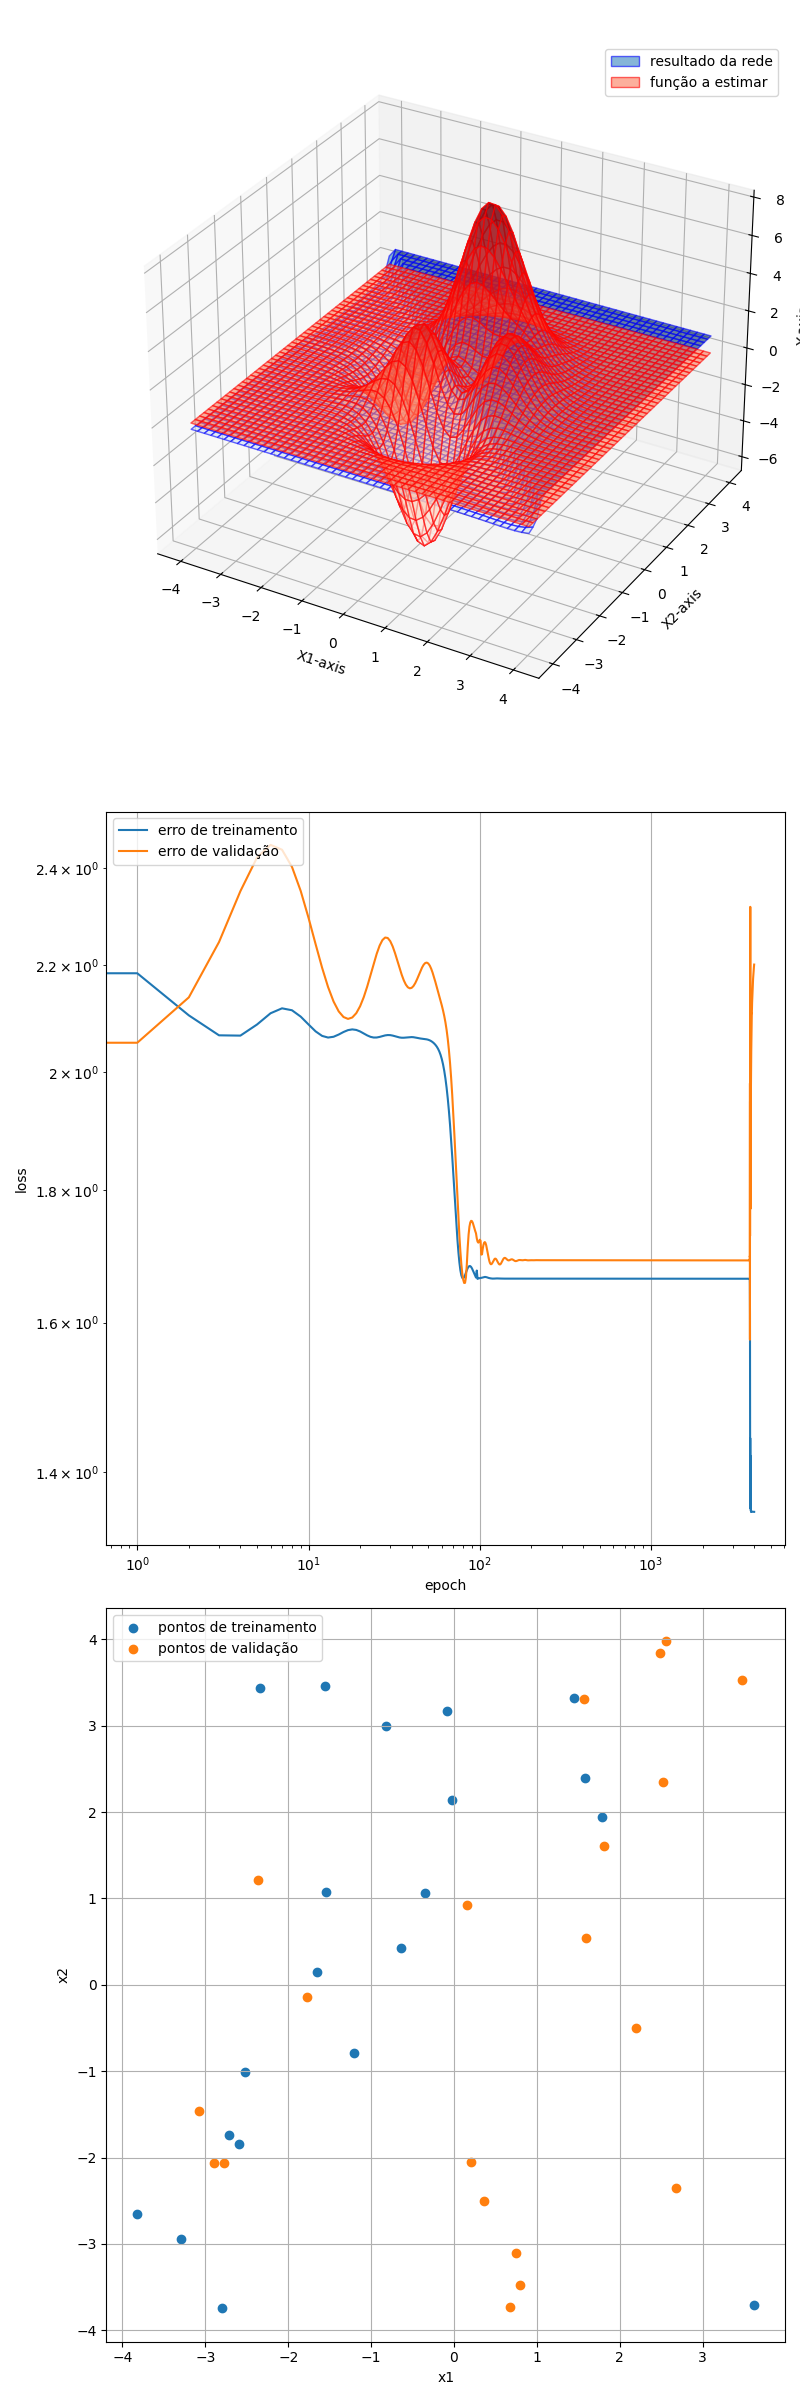 resultado da rede
função a estimar
8
6
4
2
0
−2
−4
−6
4
3
2
1
0
−1
−2
−3
−4
X2-axis
−4
−3
−2
−1
0
1
2
3
4
X1-axis
erro de treinamento
erro de validação
2.4 × 10⁰
2.2 × 10⁰
2 × 10⁰
1.8 × 10⁰
1.6 × 10⁰
1.4 × 10⁰
loss
10⁰ 10¹ 10² 10³
epoch
pontos de treinamento
pontos de validação
4
3
2
1
0
−1
−2
−3
−4
x2
−4 −3 −2 −1 0 1 2 3
x1